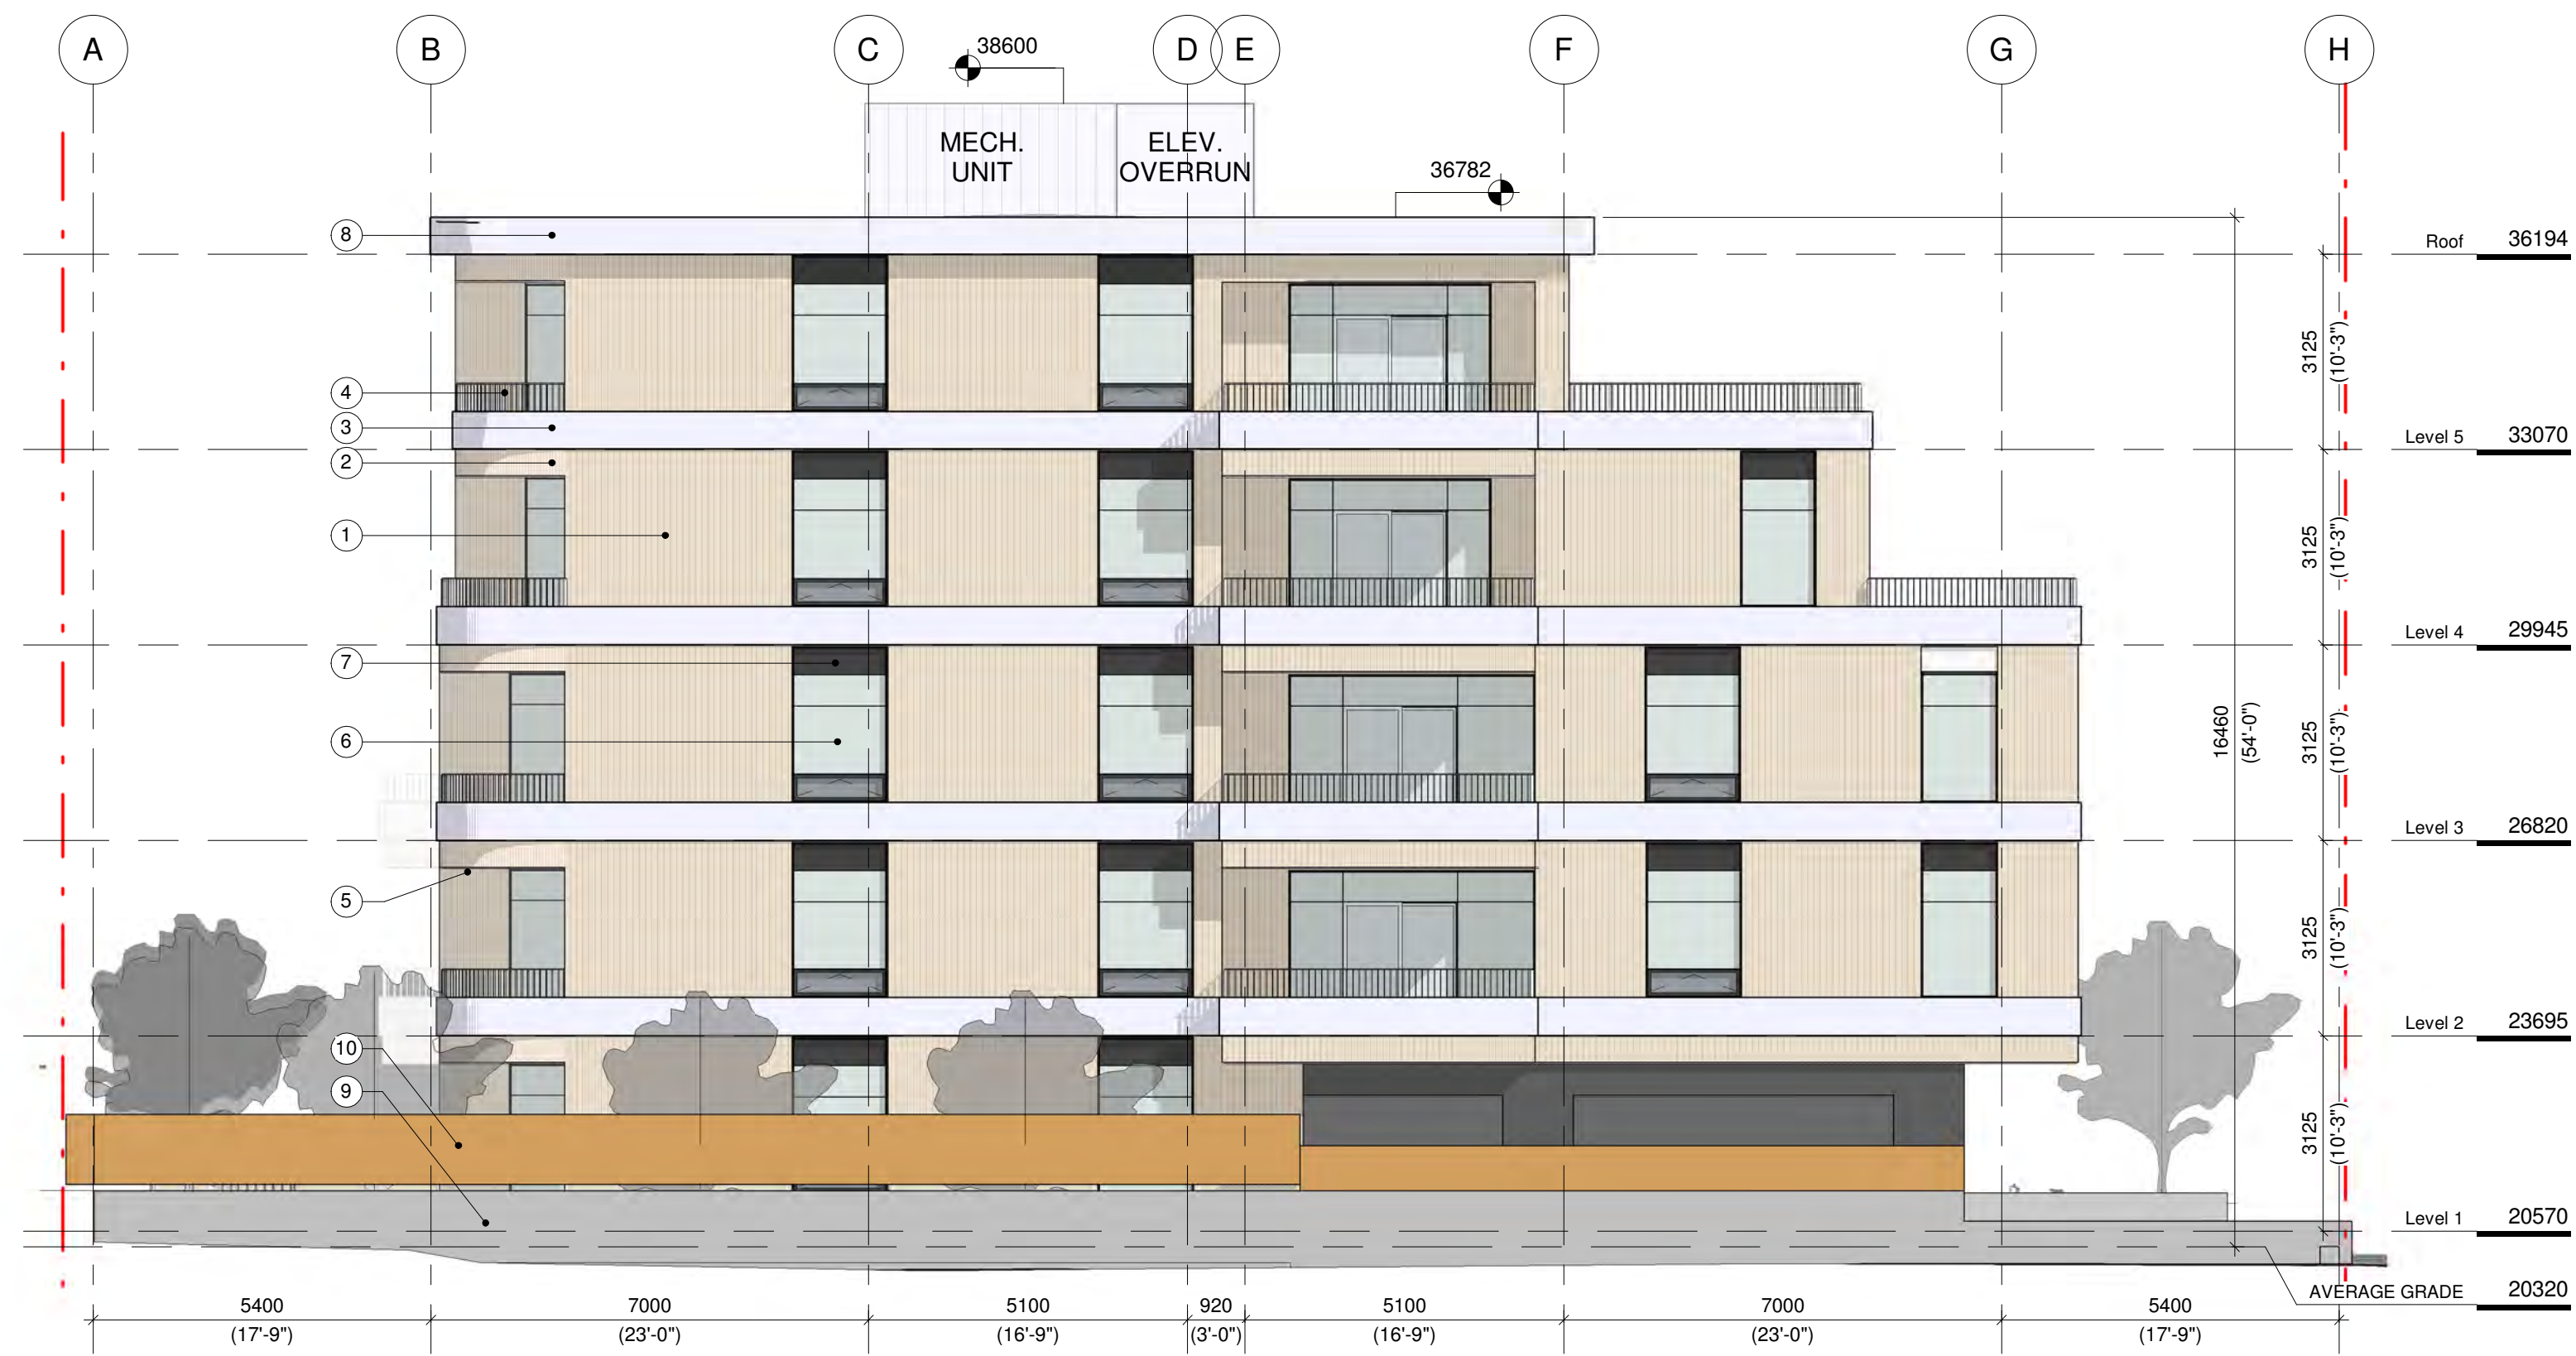 A B C D E F G H
38600
MECH.
UNIT
ELEV.
OVERRUN
36782
8
Roof 36194
3125
(10'-3")
4
3
Level 5 33070
2
1
3125
(10'-3")
Level 4 29945
7
6
16460
(54'-0")
3125
(10'-3")
Level 3 26820
5
3125
(10'-3")
Level 2 23695
10
9
3125
(10'-3")
Level 1 20570
AVERAGE GRADE 20320
5400 7000 5100 920 5100 7000 5400
(17'-9") (23'-0") (16'-9") (3'-0") (16'-9") (23'-0") (17'-9")